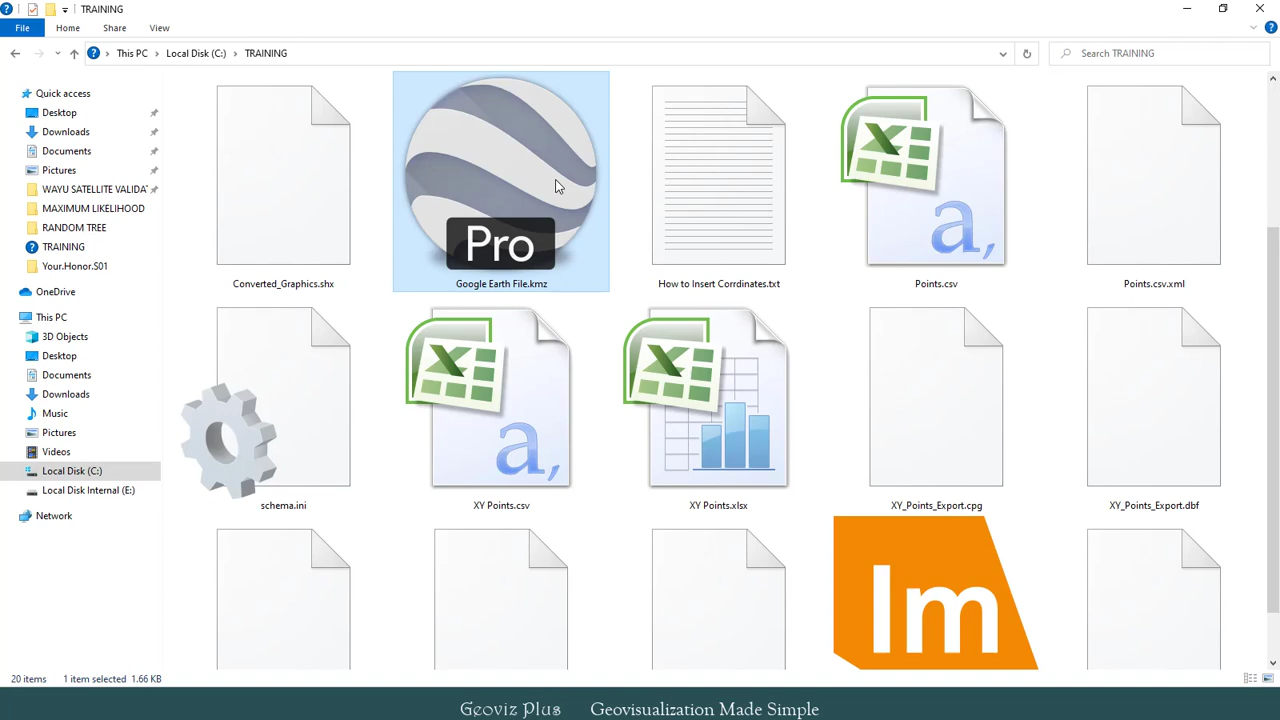 TRAINING
File Home Share View
This PC Local Disk (C:) TRAINING
Search TRAINING
Quick access
Desktop
Downloads
Documents
Pictures
WAYU SATELLITE VALIDA
MAXIMUM LIKELIHOOD
RANDOM TREE
TRAINING
Your.Honor.S01
OneDrive
This PC
3D Objects
Desktop
Documents
Downloads
Music
Pictures
Videos
Local Disk (C:)
Local Disk Internal (E:)
Network
Pro
a,
Converted_Graphics.shx
Google Earth File.kmz
How to Insert Corrdinates.txt
Points.csv
Points.csv.xml
a,
schema.ini
XY Points.csv
XY Points.xlsx
XY_Points_Export.cpg
XY_Points_Export.dbf
Im
20 items 1 item selected 1.66 KB
Geoviz Plus Geovisualization Made Simple